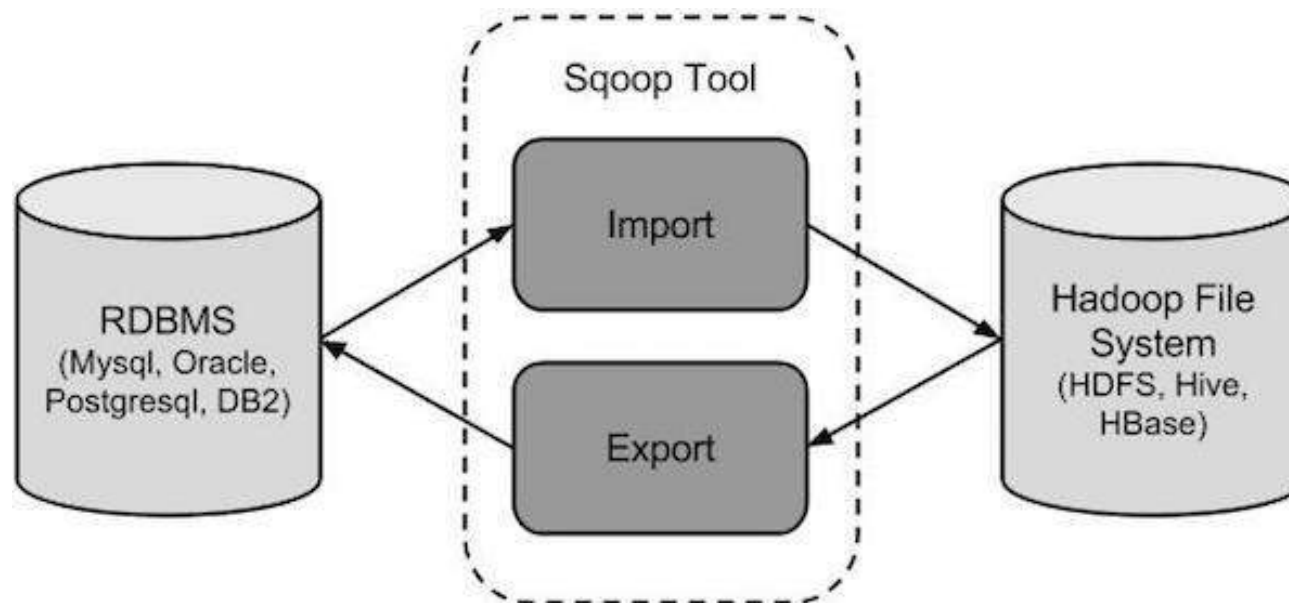 Sqoop Tool
Import
RDBMS
(Mysql, Oracle,
Postgresql, DB2)
Hadoop File
System
(HDFS, Hive,
HBase)
Export